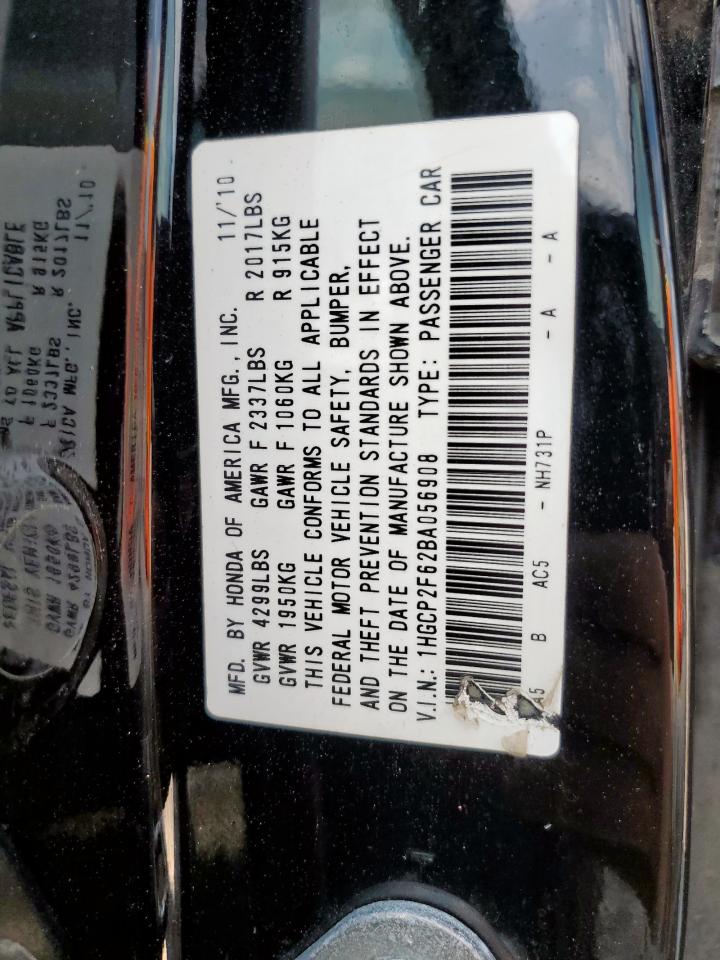 MFD. BY HONDA OF AMERICA MFG., INC. 11/'10
GVWR 4299LBS GAWR F 2337LBS R 2017LBS
GVWR 1950KG GAWR F 1060KG R 915KG
THIS VEHICLE CONFORMS TO ALL APPLICABLE
FEDERAL MOTOR VEHICLE SAFETY, BUMPER,
AND THEFT PREVENTION STANDARDS IN EFFECT
ON THE DATE OF MANUFACTURE SHOWN ABOVE.
V.I.N.: 1HGCP2F62BA056908 TYPE: PASSENGER CAR
A5 B AC5 - NH731P - A - A